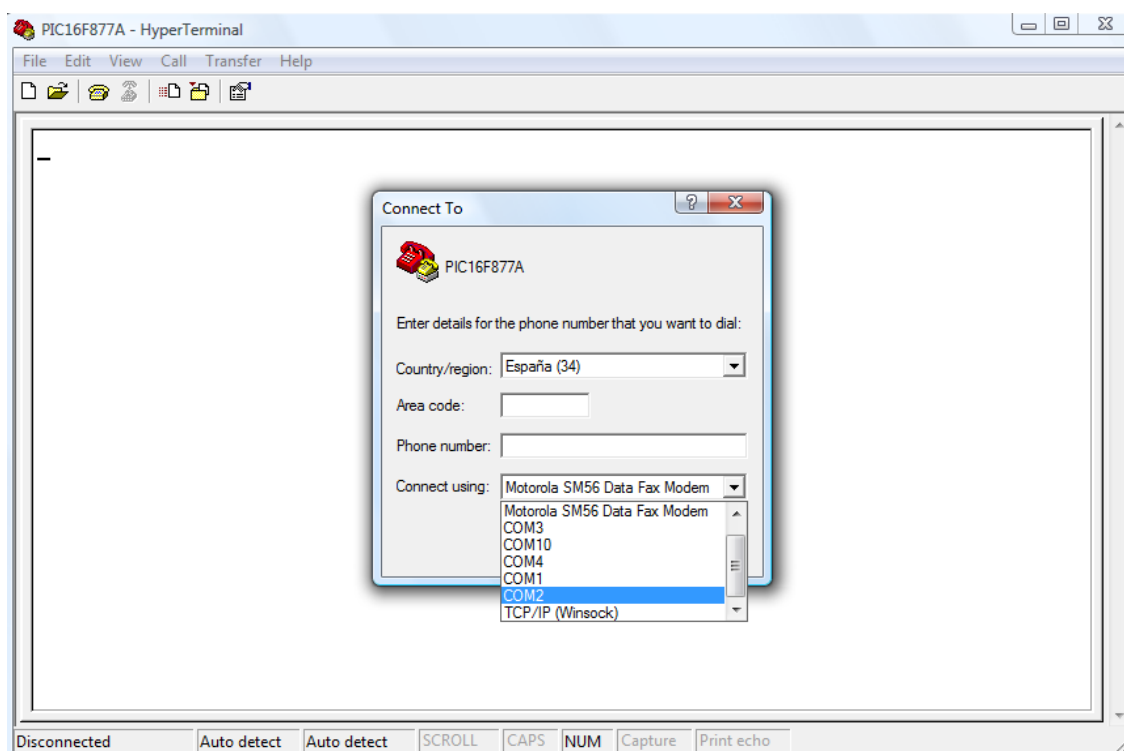 PIC16F877A - HyperTerminal
File Edit View Call Transfer Help
Connect To
PIC16F877A
Enter details for the phone number that you want to dial:
Country/region: España (34)
Area code:
Phone number:
Connect using: Motorola SM56 Data Fax Modem
Motorola SM56 Data Fax Modem
COM3
COM10
COM4
COM1
COM2
TCP/IP (Winsock)
Disconnected Auto detect Auto detect SCROLL CAPS NUM Capture Print echo